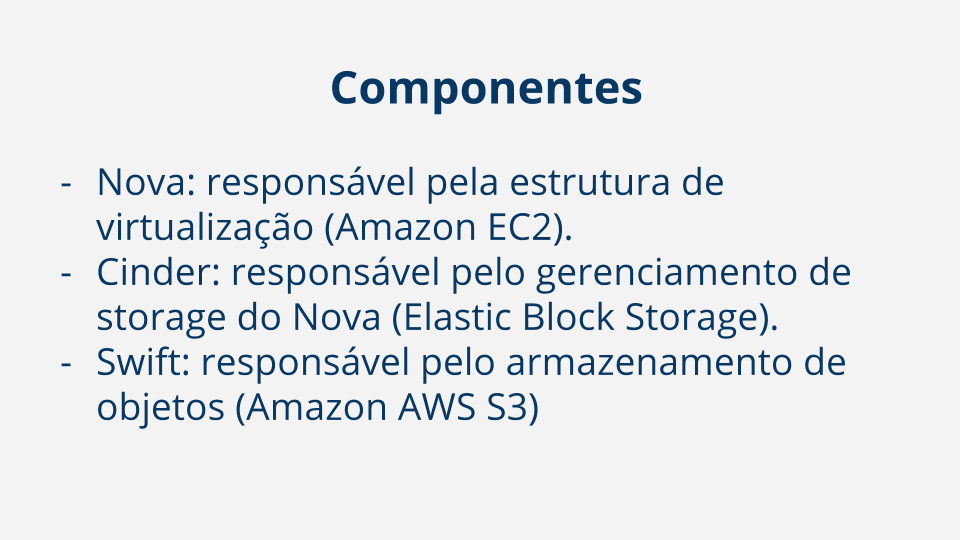 Componentes
- Nova: responsável pela estrutura de
virtualização (Amazon EC2).
- Cinder: responsável pelo gerenciamento de
storage do Nova (Elastic Block Storage).
- Swift: responsável pelo armazenamento de
objetos (Amazon AWS S3)